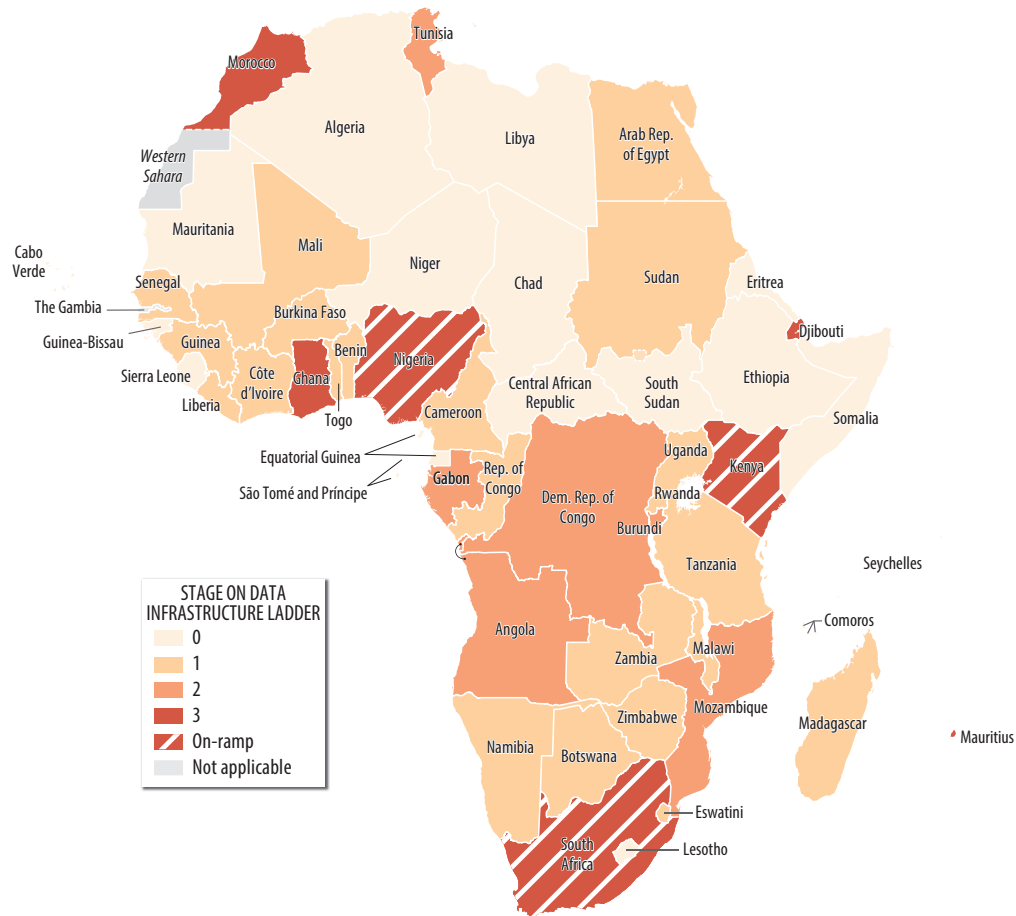 Tunisia
Morocco
Algeria
Libya
Arab Rep.
of Egypt
Western
Sahara
Mauritania
Mali
Niger
Chad
Sudan
Eritrea
Cabo
Verde
Senegal
The Gambia
Guinea-Bissau
Guinea
Burkina Faso
Benin
Nigeria
Djibouti
Sierra Leone
Côte
d'Ivoire
Ghana
Liberia
Togo
Cameroon
Central African
Republic
South
Sudan
Ethiopia
Somalia
Equatorial Guinea
São Tomé and Príncipe
Gabon
Rep. of
Congo
Dem. Rep. of
Congo
Uganda
Kenya
Rwanda
Burundi
Tanzania
Seychelles
Comoros
Angola
Zambia
Malawi
Mozambique
Zimbabwe
Madagascar
Mauritius
Namibia
Botswana
Eswatini
South
Africa
Lesotho
STAGE ON DATA
INFRASTRUCTURE LADDER
0
1
2
3
On-ramp
Not applicable